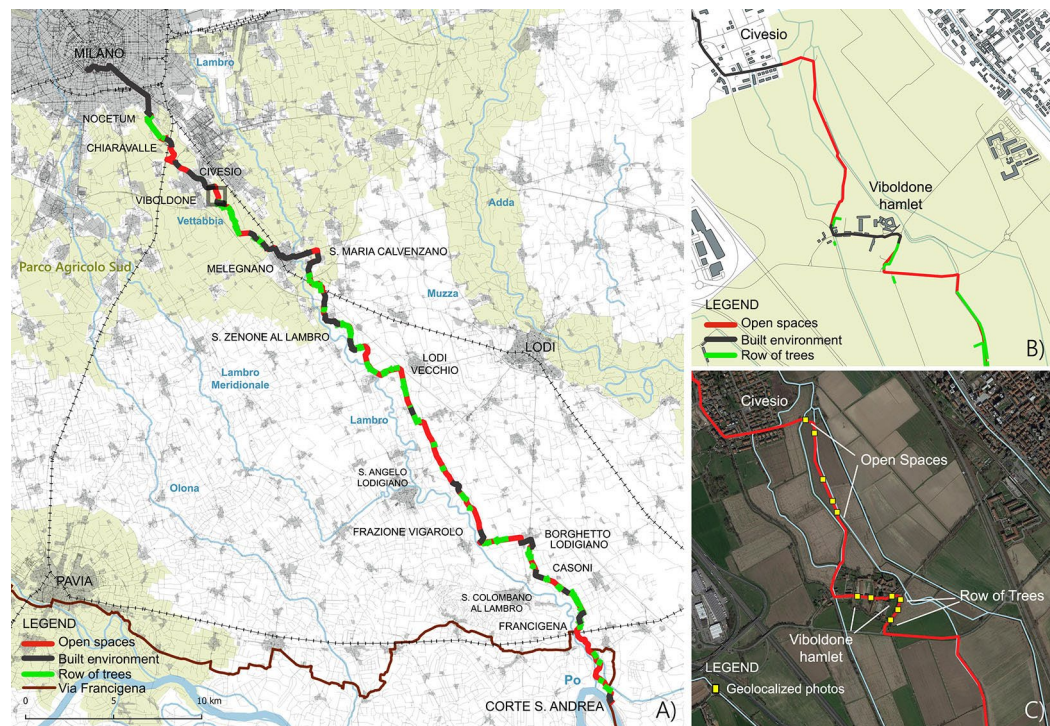 MILANO
Lambro
NOCETUM
CHIARAVALLE
CIVESIO
VIBOLDONE
Vettabbia
Adda
S. MARIA CALVENZANO
Parco Agricolo Sud
MELEGNANO
Muzza
S. ZENONE AL LAMBRO
LODI
LODI
VECCHIO
Lambro
Meridionale
Lambro
S. ANGELO
LODIGIANO
Olona
FRAZIONE VIGAROLO
BORGHETTO
LODIGIANO
CASONI
PAVIA
S. COLOMBANO
AL LAMBRO
FRANCIGENA
LEGEND
Open spaces
Built environment
Row of trees
Via Francigena
0 5 10 km
Po
CORTE S. ANDREA
A)
Civesio
Viboldone
hamlet
LEGEND
Open spaces
Built environment
Row of trees
B)
Civesio
Open Spaces
Row of Trees
Viboldone
hamlet
LEGEND
Geolocalized photos
C)